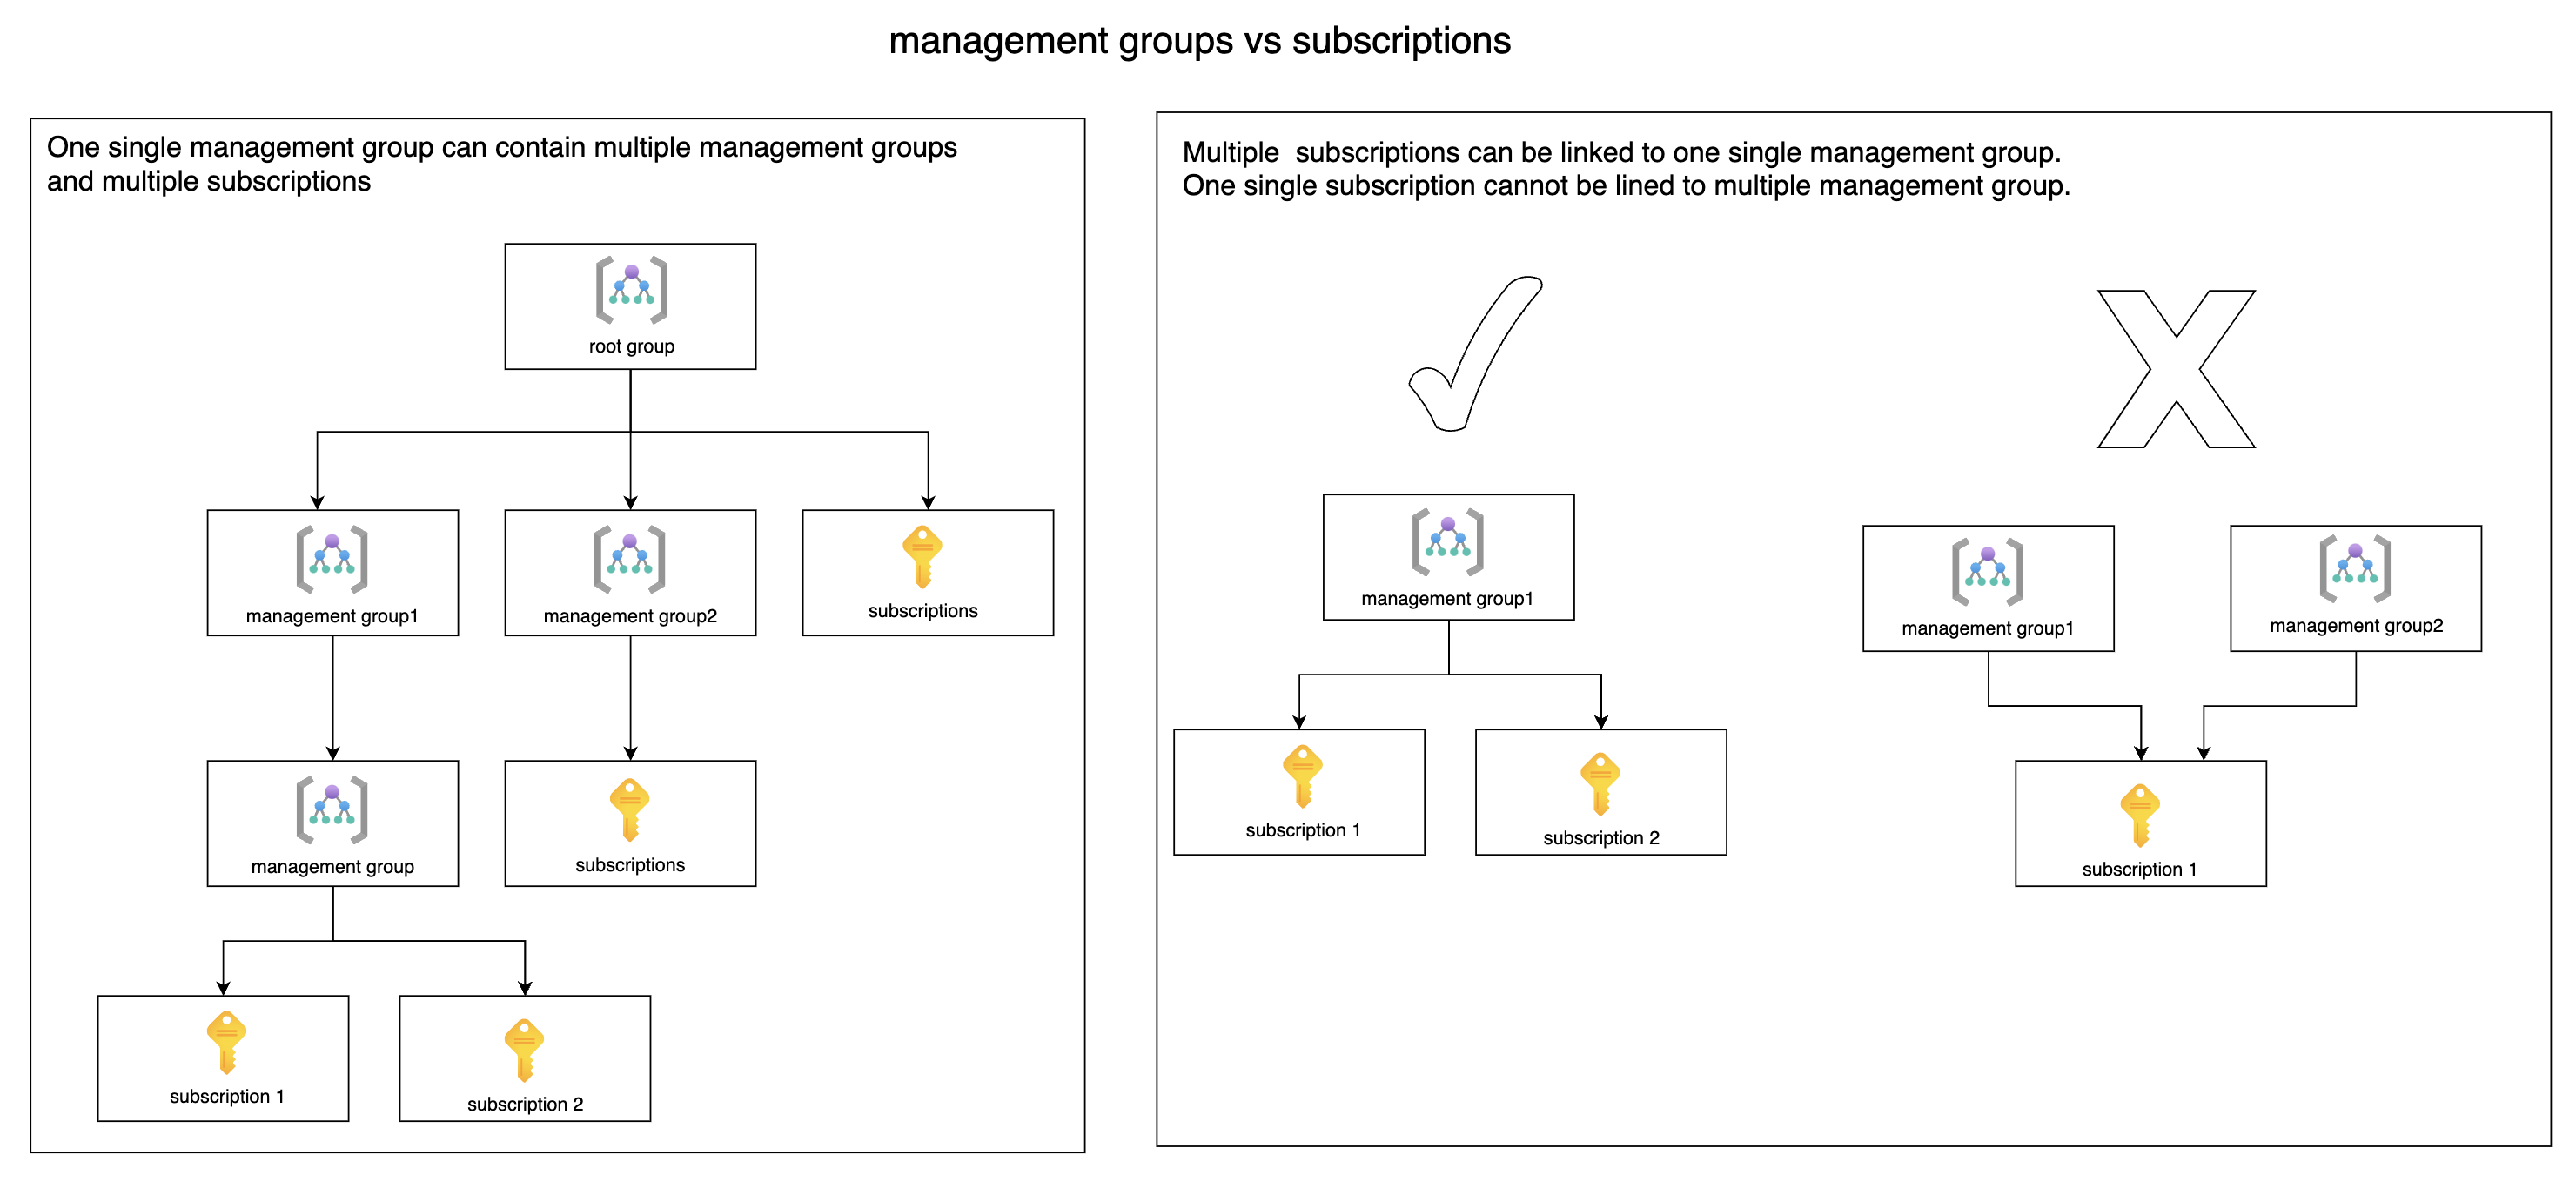 management groups vs subscriptions
One single management group can contain multiple management groups
and multiple subscriptions
root group
management group1
management group2
subscriptions
management group
subscriptions
subscription 1
subscription 2
Multiple  subscriptions can be linked to one single management group.
One single subscription cannot be lined to multiple management group.
management group1
subscription 1
subscription 2
management group1
management group2
subscription 1